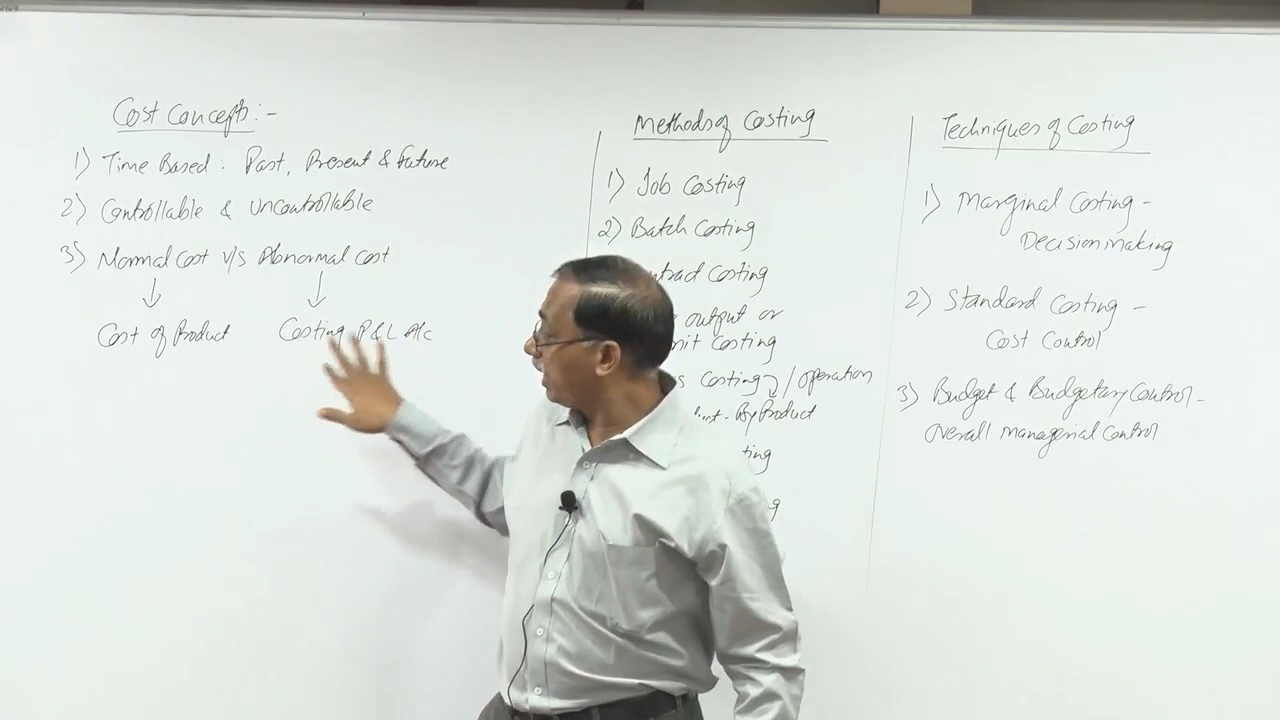 Cost Concepts :-
1) Time Based : Past, Present & Future
2) Controllable & Uncontrollable
3) Normal Cost v/s Abnormal cost
↓ ↓
Cost of Product Costing P&L A/c
Methods of Costing
1) Job Costing
2) Batch Costing
Costing
output or
Costing
Costing / operation
By Product
Techniques of Costing
1) Marginal Costing -
Decision making
2) Standard Costing -
Cost Control
3) Budget & Budgetary Control -
Overall Managerial Control